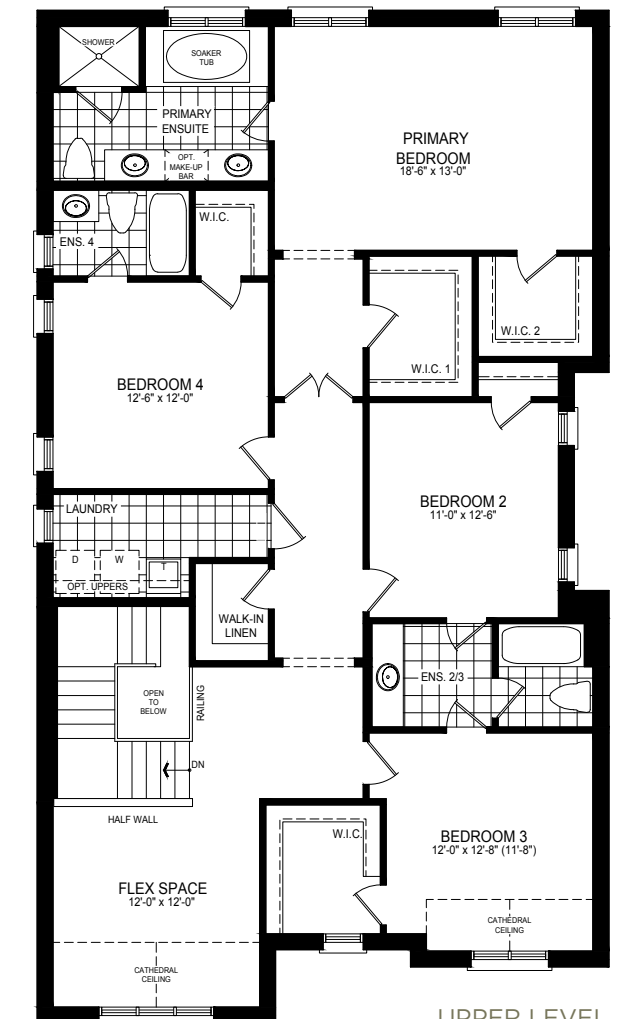 SHOWER
SOAKER
TUB
PRIMARY
ENSUITE
OPT.
MAKE-UP
BAR
PRIMARY
BEDROOM
18'-6" x 13'-0"
ENS. 4
W.I.C.
W.I.C. 1
W.I.C. 2
BEDROOM 4
12'-6" x 12'-0"
BEDROOM 2
11'-0" x 12'-6"
LAUNDRY
D
W
T
OPT. UPPERS
WALK-IN
LINEN
ENS. 2/3
OPEN
TO
BELOW
RAILING
DN
HALF WALL
W.I.C.
BEDROOM 3
12'-0" x 12'-8" (11'-8")
CATHEDRAL
CEILING
FLEX SPACE
12'-0" x 12'-0"
CATHEDRAL
CEILING
UPPER LEVEL